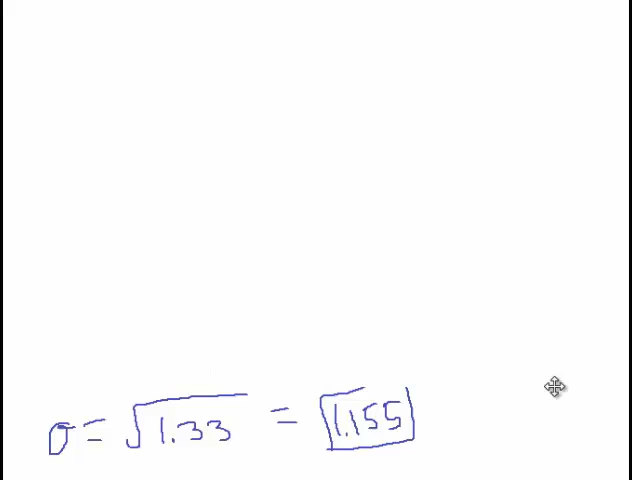 σ = √1.33 = 1.155